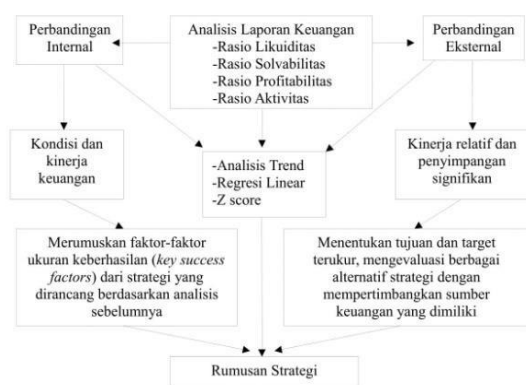 Perbandingan
Internal
Analisis Laporan Keuangan
-Rasio Likuiditas
-Rasio Solvabilitas
-Rasio Profitabilitas
-Rasio Aktivitas
Perbandingan
Eksternal
Kondisi dan
kinerja
keuangan
-Analisis Trend
-Regresi Linear
-Z score
Kinerja relatif dan
penyimpangan
signifikan
Merumuskan faktor-faktor
ukuran keberhasilan (key success
factors) dari strategi yang
dirancang berdasarkan analisis
sebelumnya
Menentukan tujuan dan target
terukur, mengevaluasi berbagai
alternatif strategi dengan
mempertimbangkan sumber
keuangan yang dimiliki
Rumusan Strategi